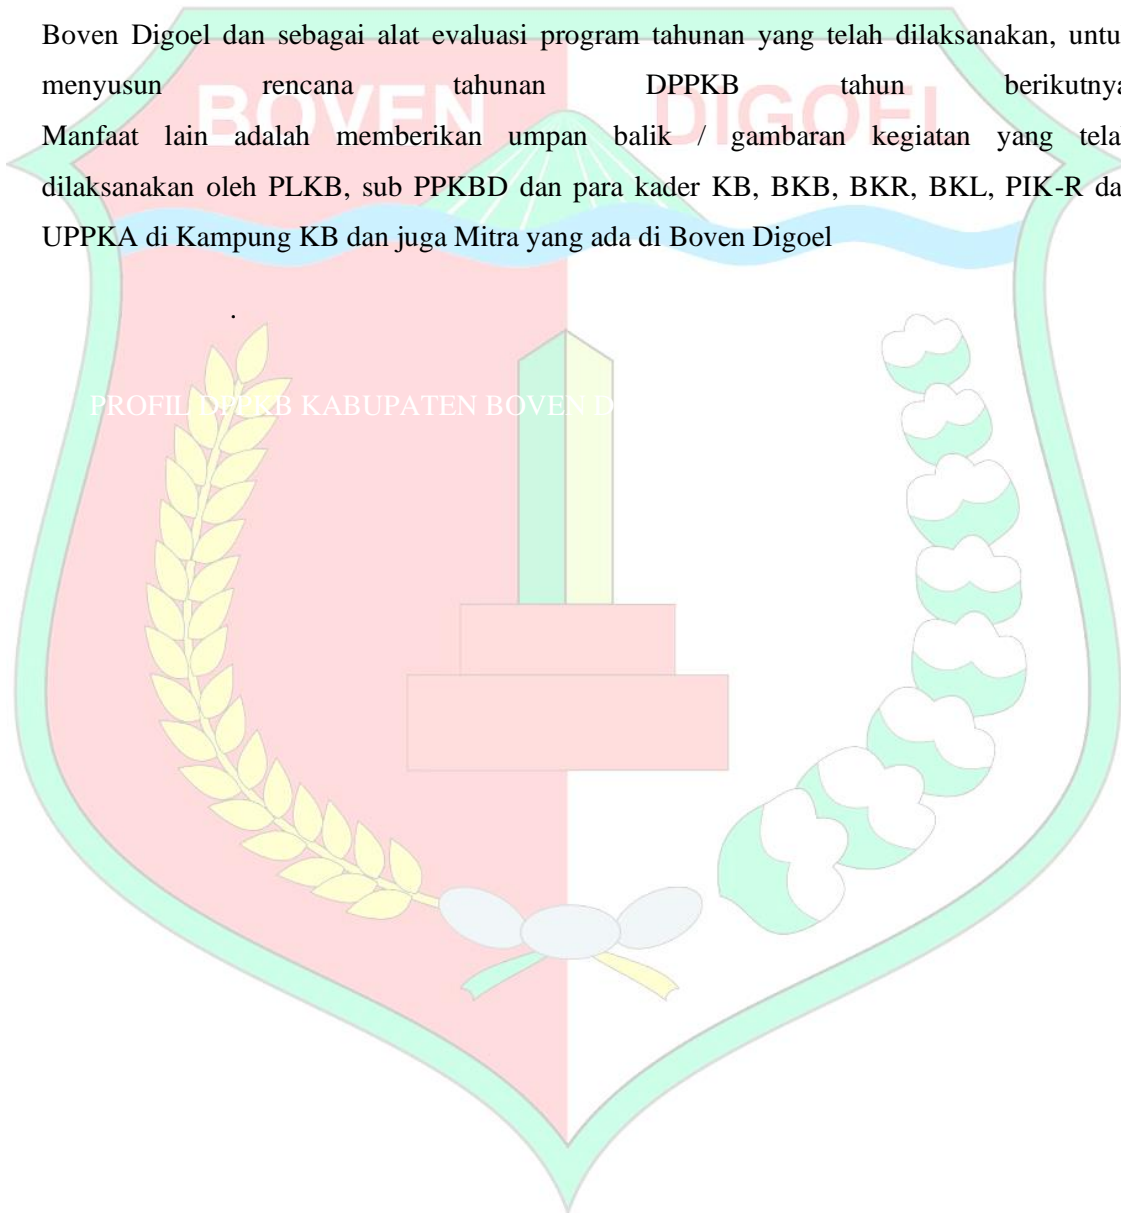 Boven Digoel dan sebagai alat evaluasi program tahunan yang telah dilaksanakan, untu
menyusun rencana tahunan DPPKB tahun berikutnya
Manfaat lain adalah memberikan umpan balik / gambaran kegiatan yang tela
dilaksanakan oleh PLKB, sub PPKBD dan para kader KB, BKB, BKR, BKL, PIK-R da
UPPKA di Kampung KB dan juga Mitra yang ada di Boven Digoel
.
BOVEN DIGOEL
PROFIL DPPKB KABUPATEN BOVEN D